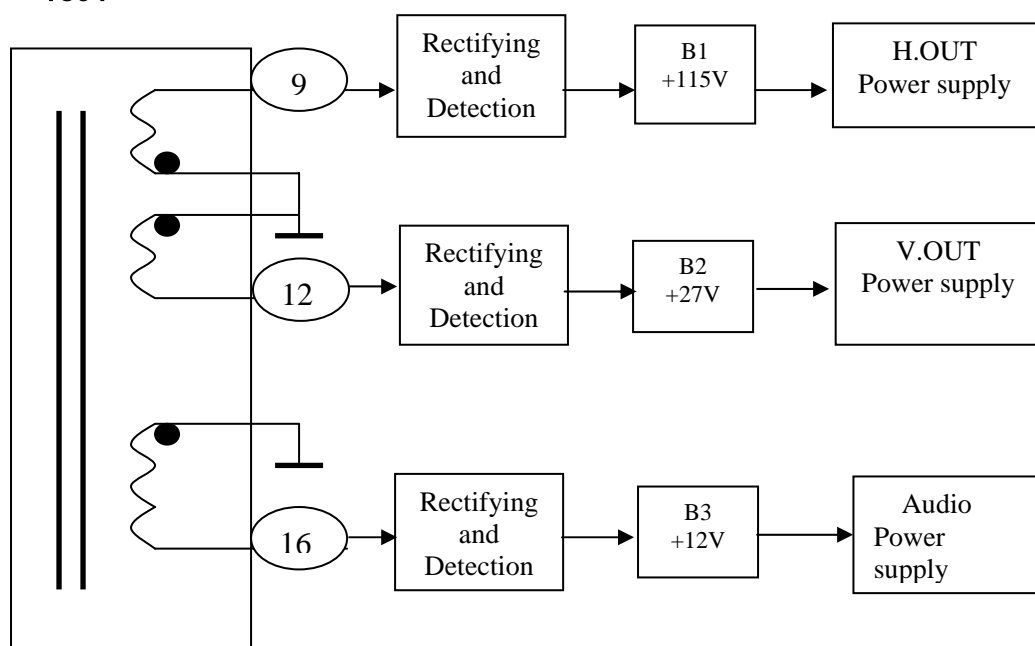 9
Rectifying
and
Detection
B1
+115V
H.OUT
Power supply
12
Rectifying
and
Detection
B2
+27V
V.OUT
Power supply
16
Rectifying
and
Detection
B3
+12V
Audio
Power
supply